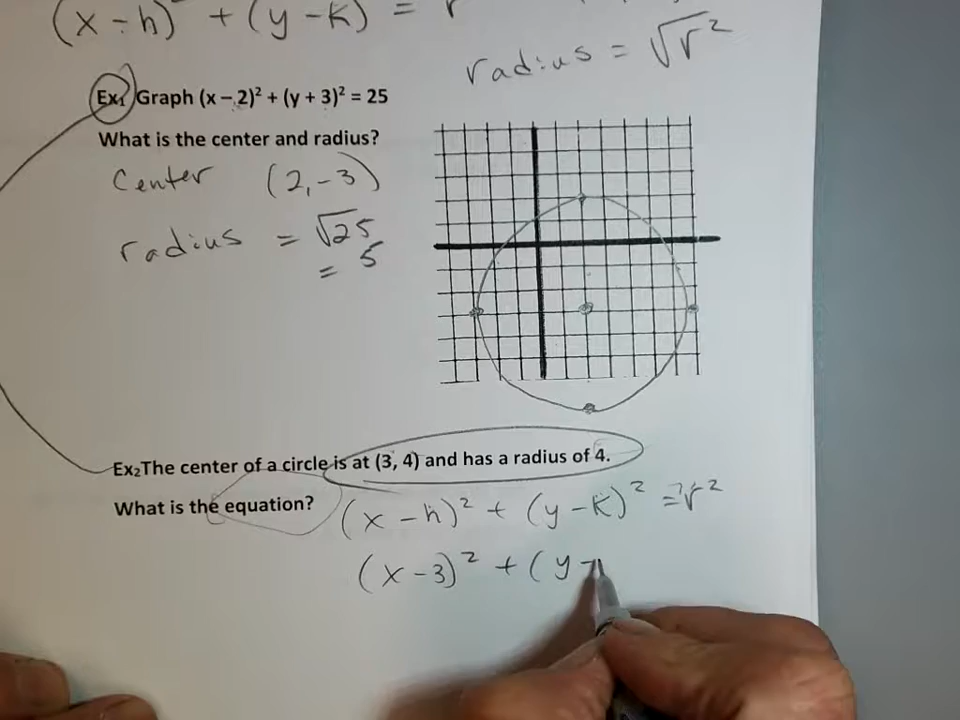 (x - h)² + (y - k) = r
radius = √r²
Ex₁ Graph (x – 2)² + (y + 3)² = 25
What is the center and radius?
Center (2, -3)
radius = √25
= 5
Ex₂The center of a circle is at (3, 4) and has a radius of 4.
What is the equation?
(x - h)² + (y - k)² = r²
(x - 3)² + (y -